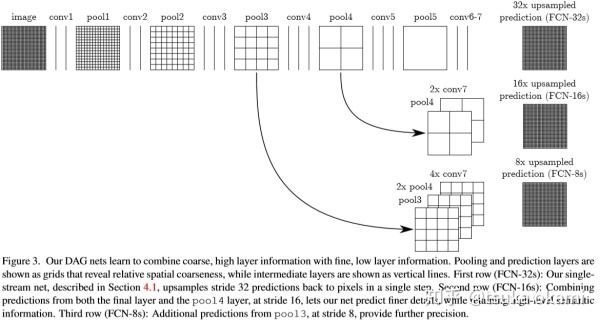 image conv1 pool1 conv2 pool2 conv3 pool3 conv4 pool4 conv5 pool5 conv6-7
32x upsampled
prediction (FCN-32s)
2x conv7
pool4
16x upsampled
prediction (FCN-16s)
4x conv7
2x pool4
pool3
8x upsampled
prediction (FCN-8s)
Figure 3. Our DAG nets learn to combine coarse, high layer information with fine, low layer information. Pooling and prediction layers are
shown as grids that reveal relative spatial coarseness, while intermediate layers are shown as vertical lines. First row (FCN-32s): Our single-
stream net, described in Section 4.1, upsamples stride 32 predictions back to pixels in a single step. Second row (FCN-16s): Combining
predictions from both the final layer and the pool4 layer, at stride 16, lets our net predict finer details, while retaining high-level semantic
information. Third row (FCN-8s): Additional predictions from pool3, at stride 8, provide further precision.
知乎